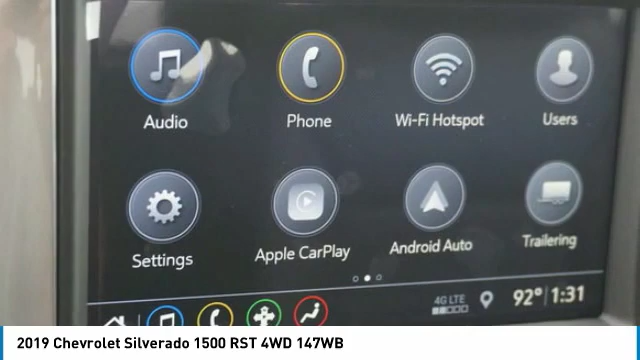 Audio
Phone
Wi-Fi Hotspot
Users
Settings
Apple CarPlay
Android Auto
Trailering
4G LTE
92° 1:31
2019 Chevrolet Silverado 1500 RST 4WD 147WB